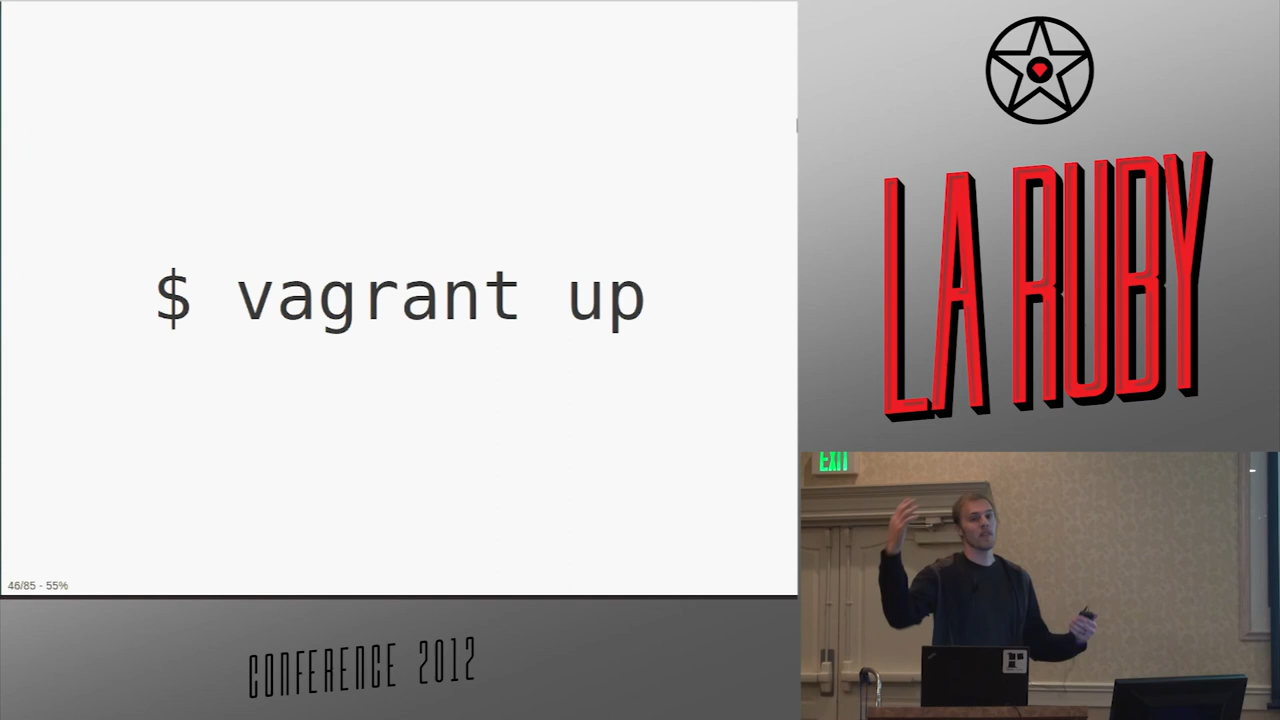 $ vagrant up
46/85 - 55%
CONFERENCE 2012
LA RUBY
EXIT